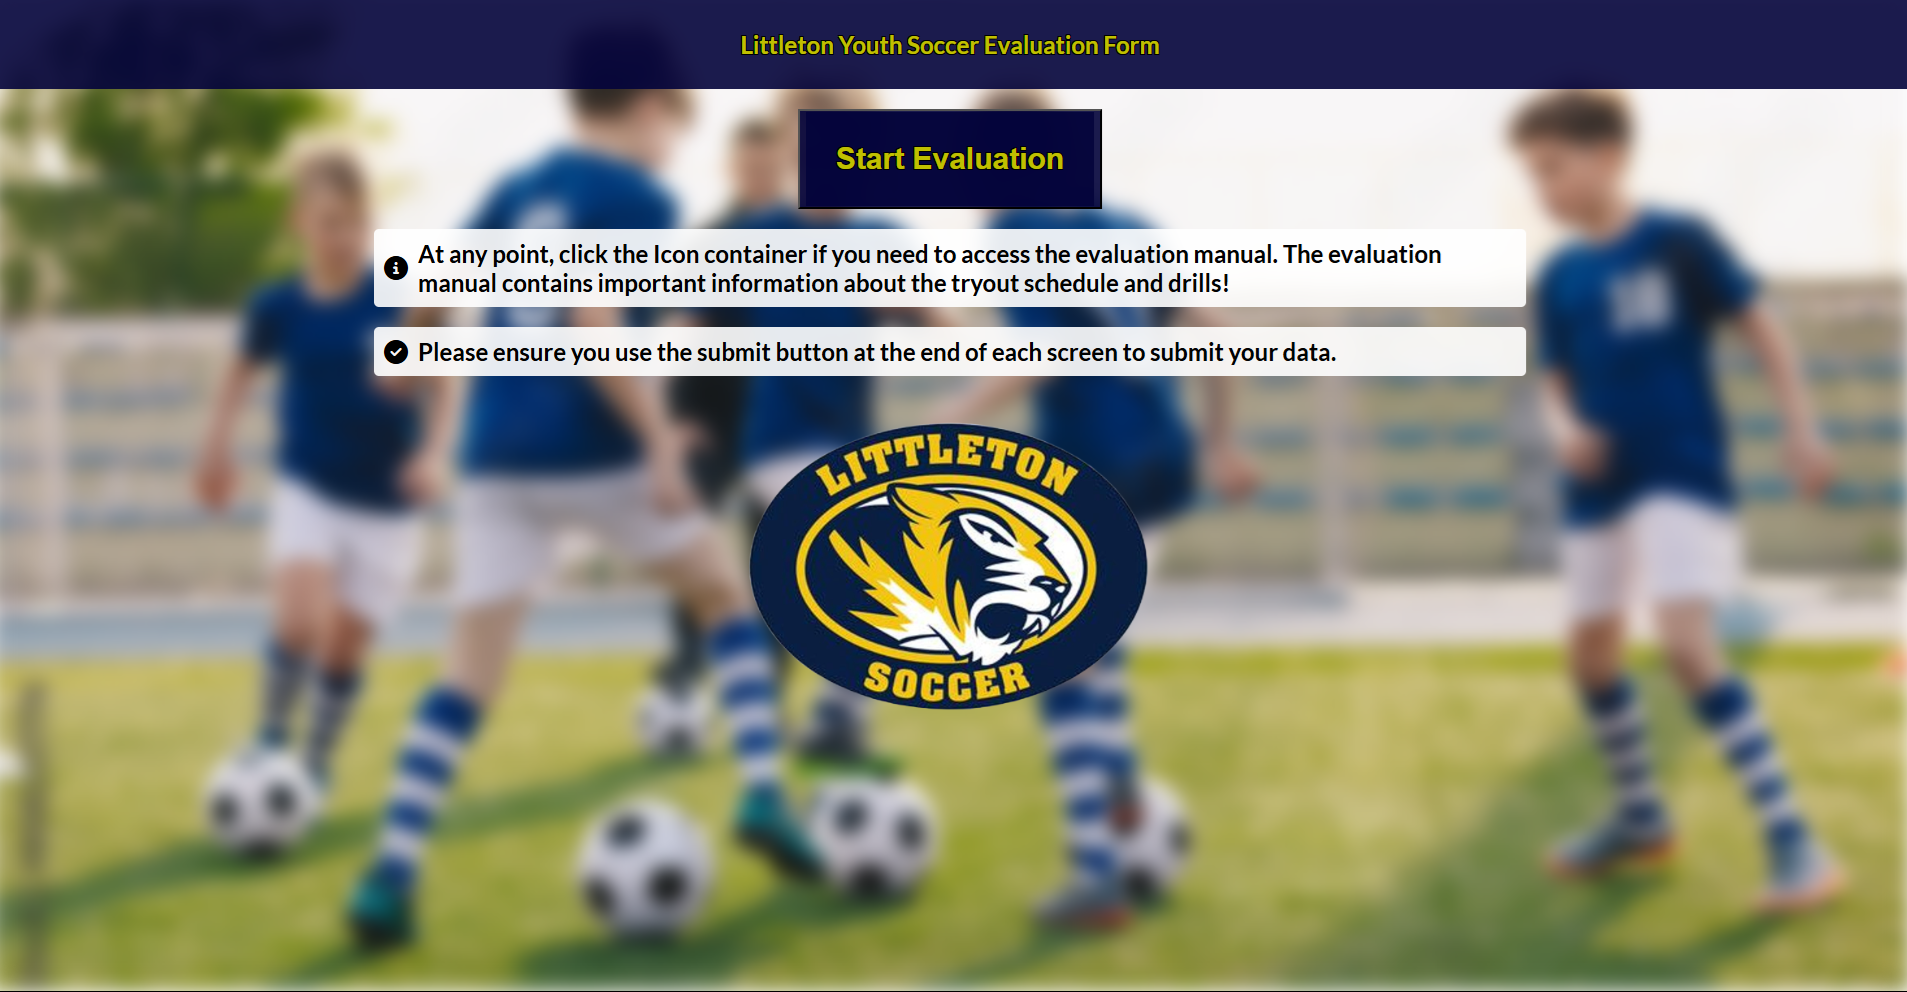 Littleton Youth Soccer Evaluation Form
Start Evaluation
At any point, click the Icon container if you need to access the evaluation manual. The evaluation
manual contains important information about the tryout schedule and drills!
Please ensure you use the submit button at the end of each screen to submit your data.
LITTLETON
SOCCER